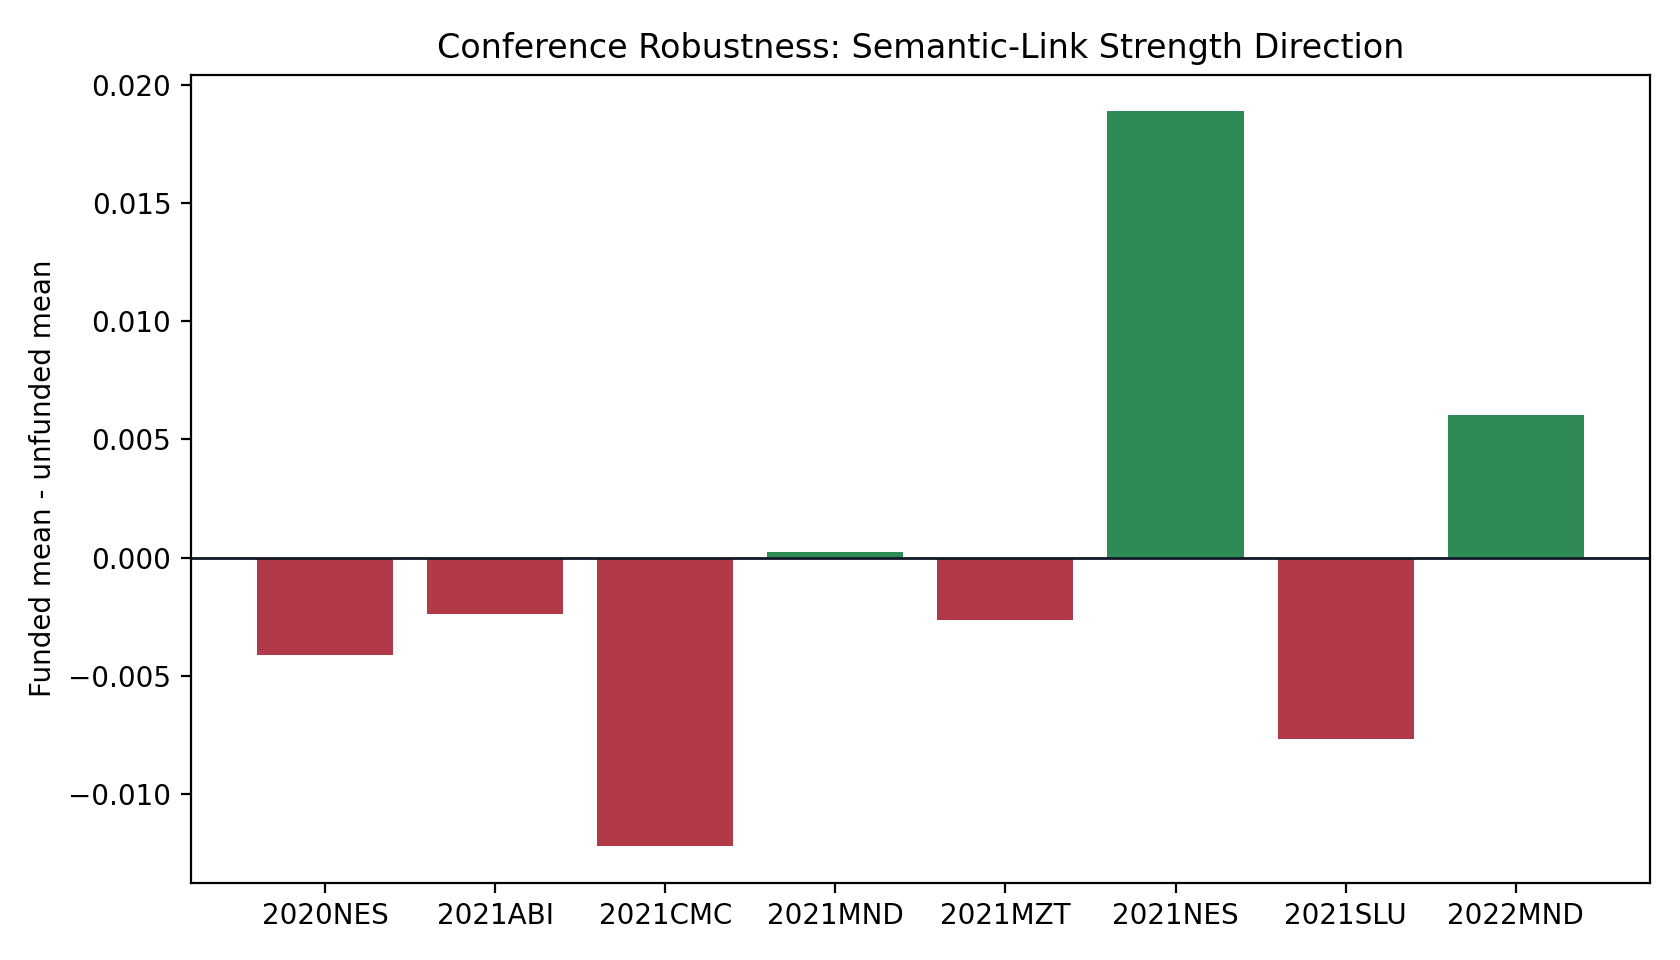 Conference Robustness: Semantic-Link Strength Direction
Funded mean - unfunded mean
0.020
0.015
0.010
0.005
0.000
−0.005
−0.010
2020NES 2021ABI 2021CMC 2021MND 2021MZT 2021NES 2021SLU 2022MND